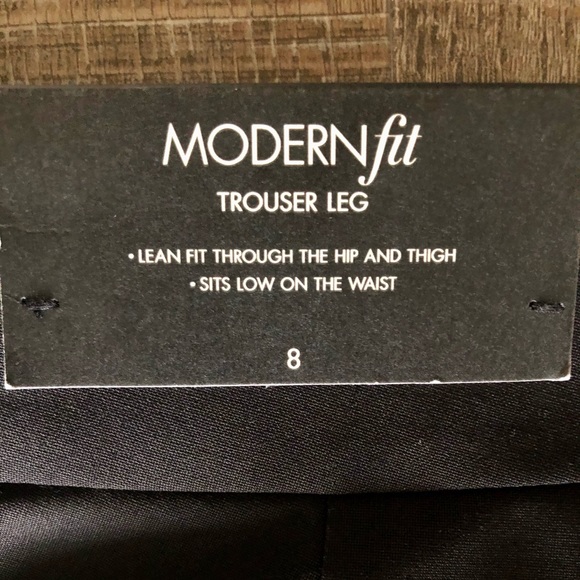 MODERNfit
TROUSER LEG
• LEAN FIT THROUGH THE HIP AND THIGH
• SITS LOW ON THE WAIST
8